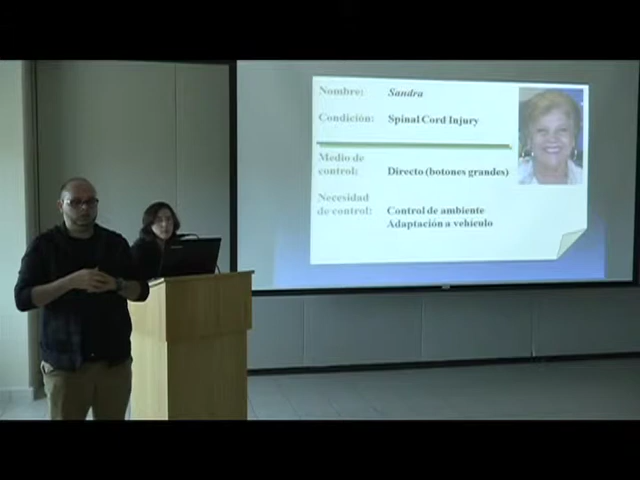 Nombre: Sandra
Condición: Spinal Cord Injury
Medio de
control: Directo (botones grandes)
Necesidad
de control: Control de ambiente
Adaptación a vehículo